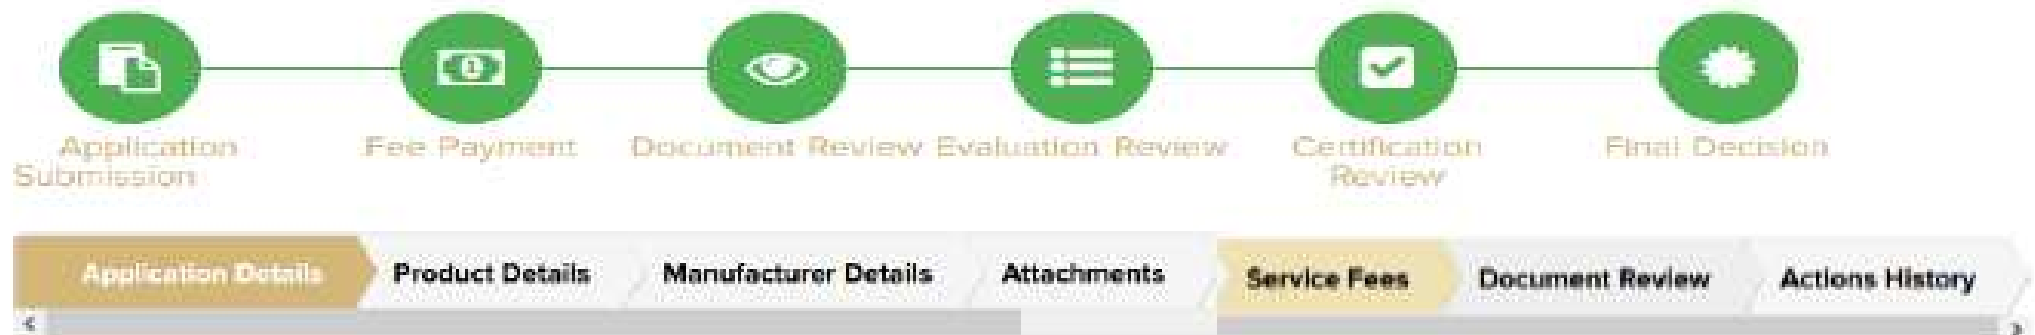 Application
Submission
Fee Payment
Document Review
Evaluation Review
Certification
Review
Final Decision
Application Details
Product Details
Manufacturer Details
Attachments
Service Fees
Document Review
Actions History